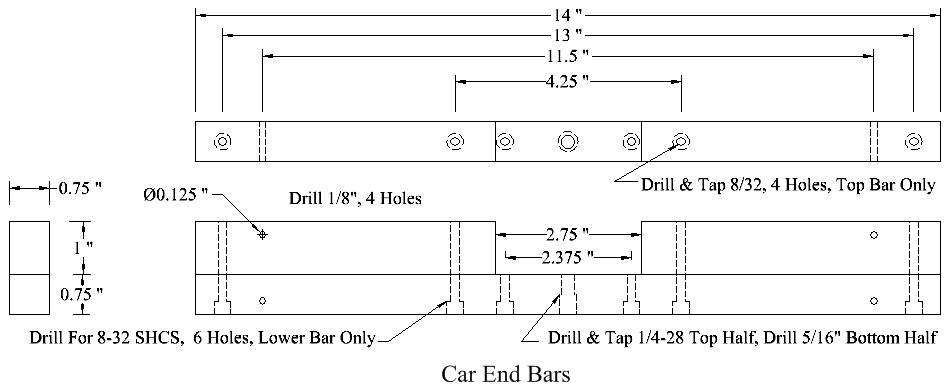 14 "
13 "
11.5 "
4.25 "
Drill & Tap 8/32, 4 Holes, Top Bar Only
0.75 "
Ø0.125 "
Drill 1/8", 4 Holes
1 "
2.75 "
2.375 "
0.75 "
Drill For 8-32 SHCS,  6 Holes, Lower Bar Only
Drill & Tap 1/4-28 Top Half, Drill 5/16" Bottom Half
Car End Bars